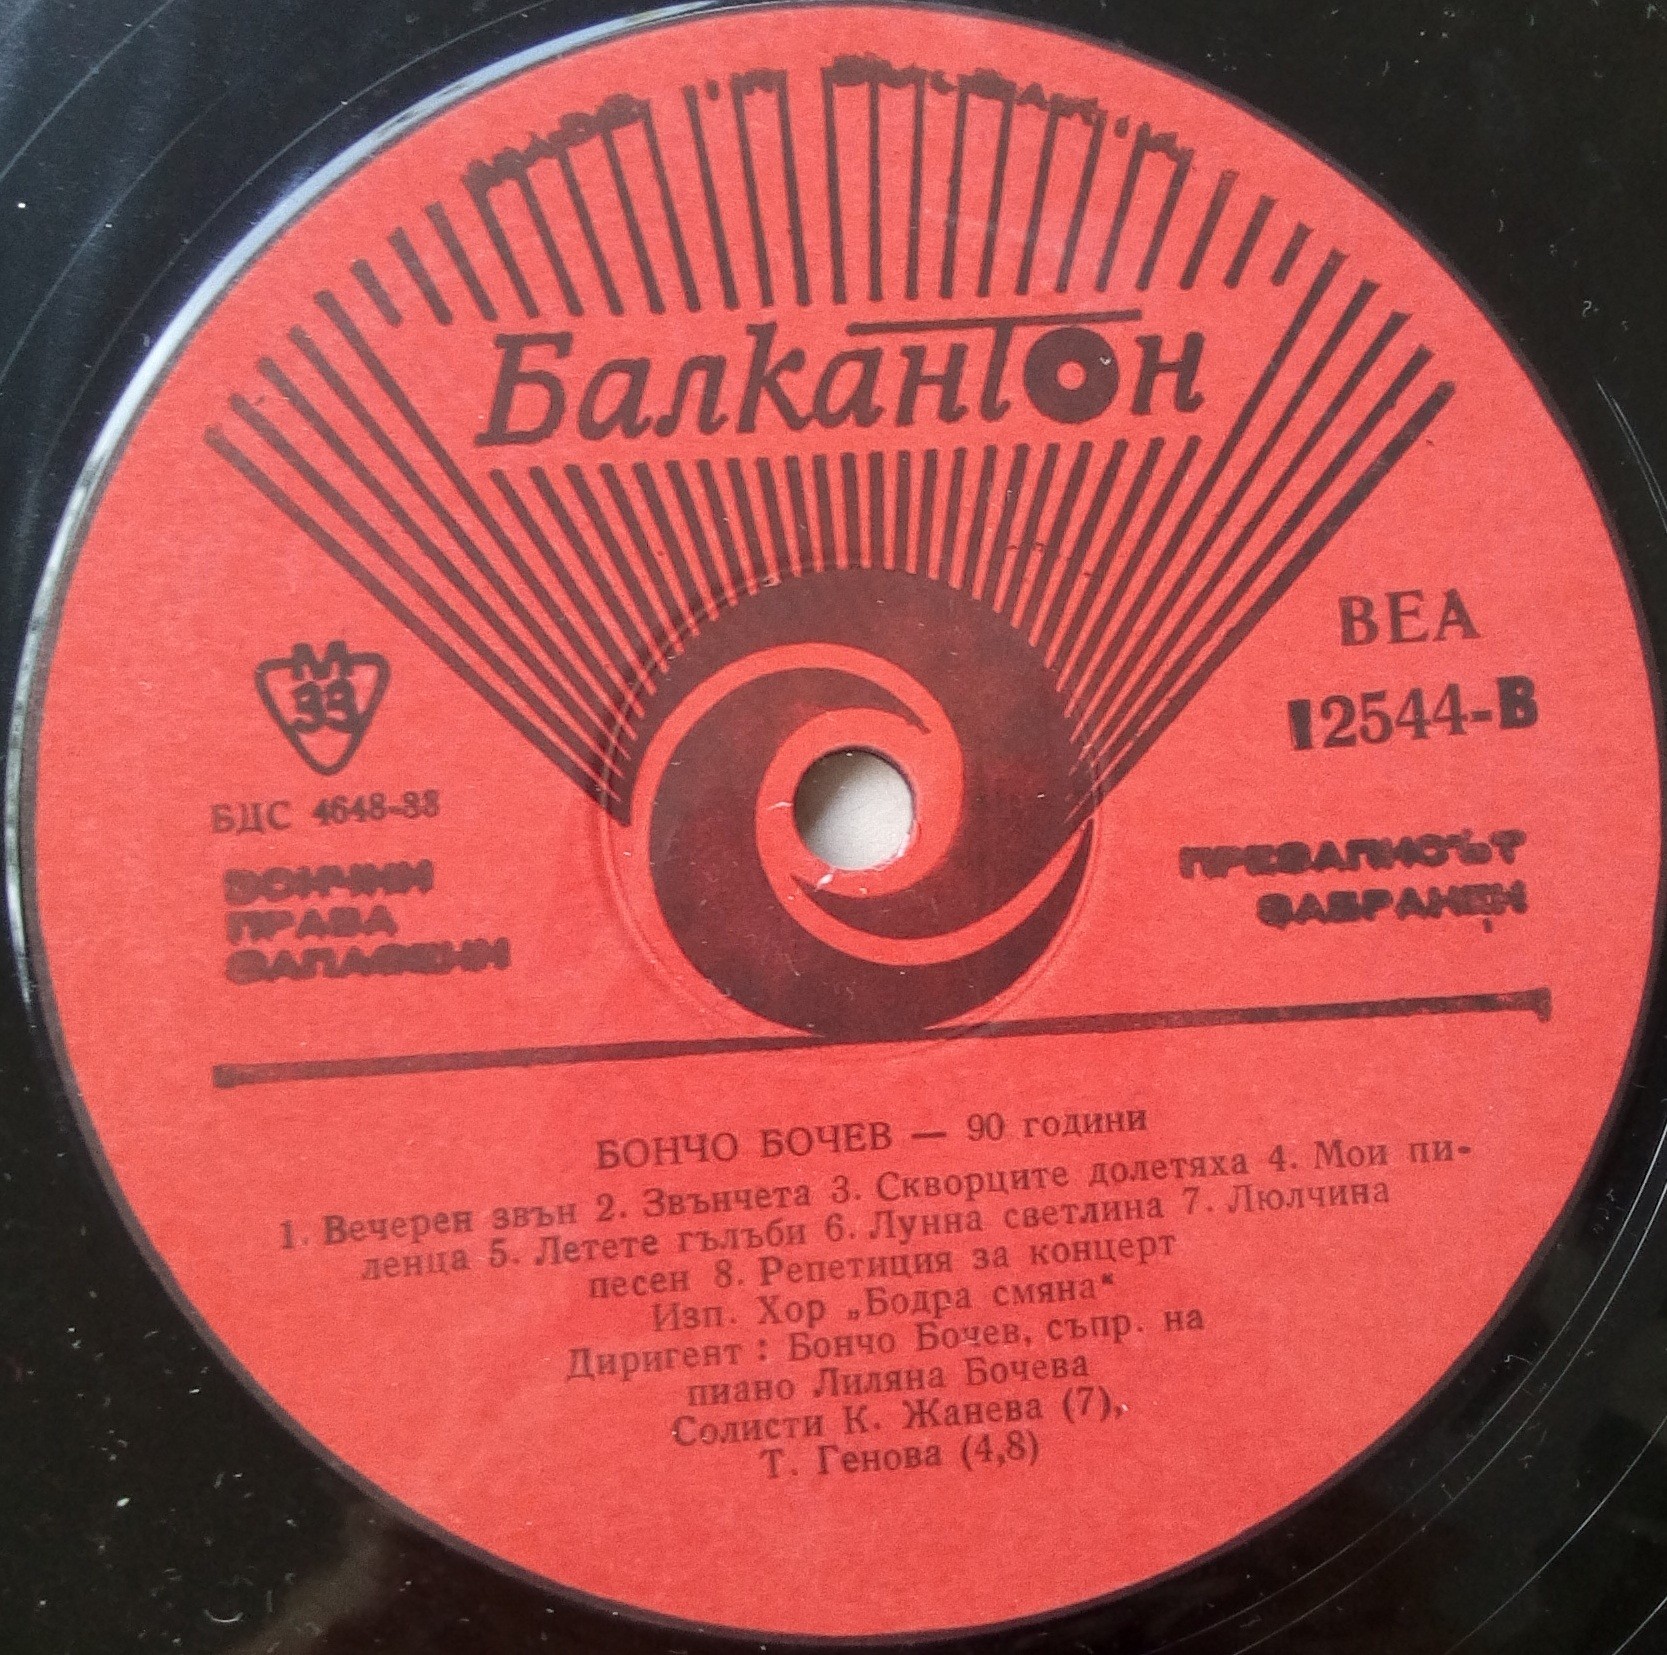 Балкантон
М
33
БДС 4648-83
ВСИЧКИ
ПРАВА
ЗАПАЗЕНИ
ВЕА
12544-В
ПРЕЗАПИСЪТ
ЗАБРАНЕН
БОНЧО БОЧЕВ — 90 години
1. Вечерен звън 2. Звънчета 3. Скворците долетяха 4. Мои пи-
ленца 5. Летете гълъби 6. Лунна светлина 7. Люлчина
песен 8. Репетиция за концерт
Изп. Хор „Бодра смяна“
Диригент : Бончо Бочев, съпр. на
пиано Лиляна Бочева
Солисти К. Жанева (7),
Т. Генова (4,8)